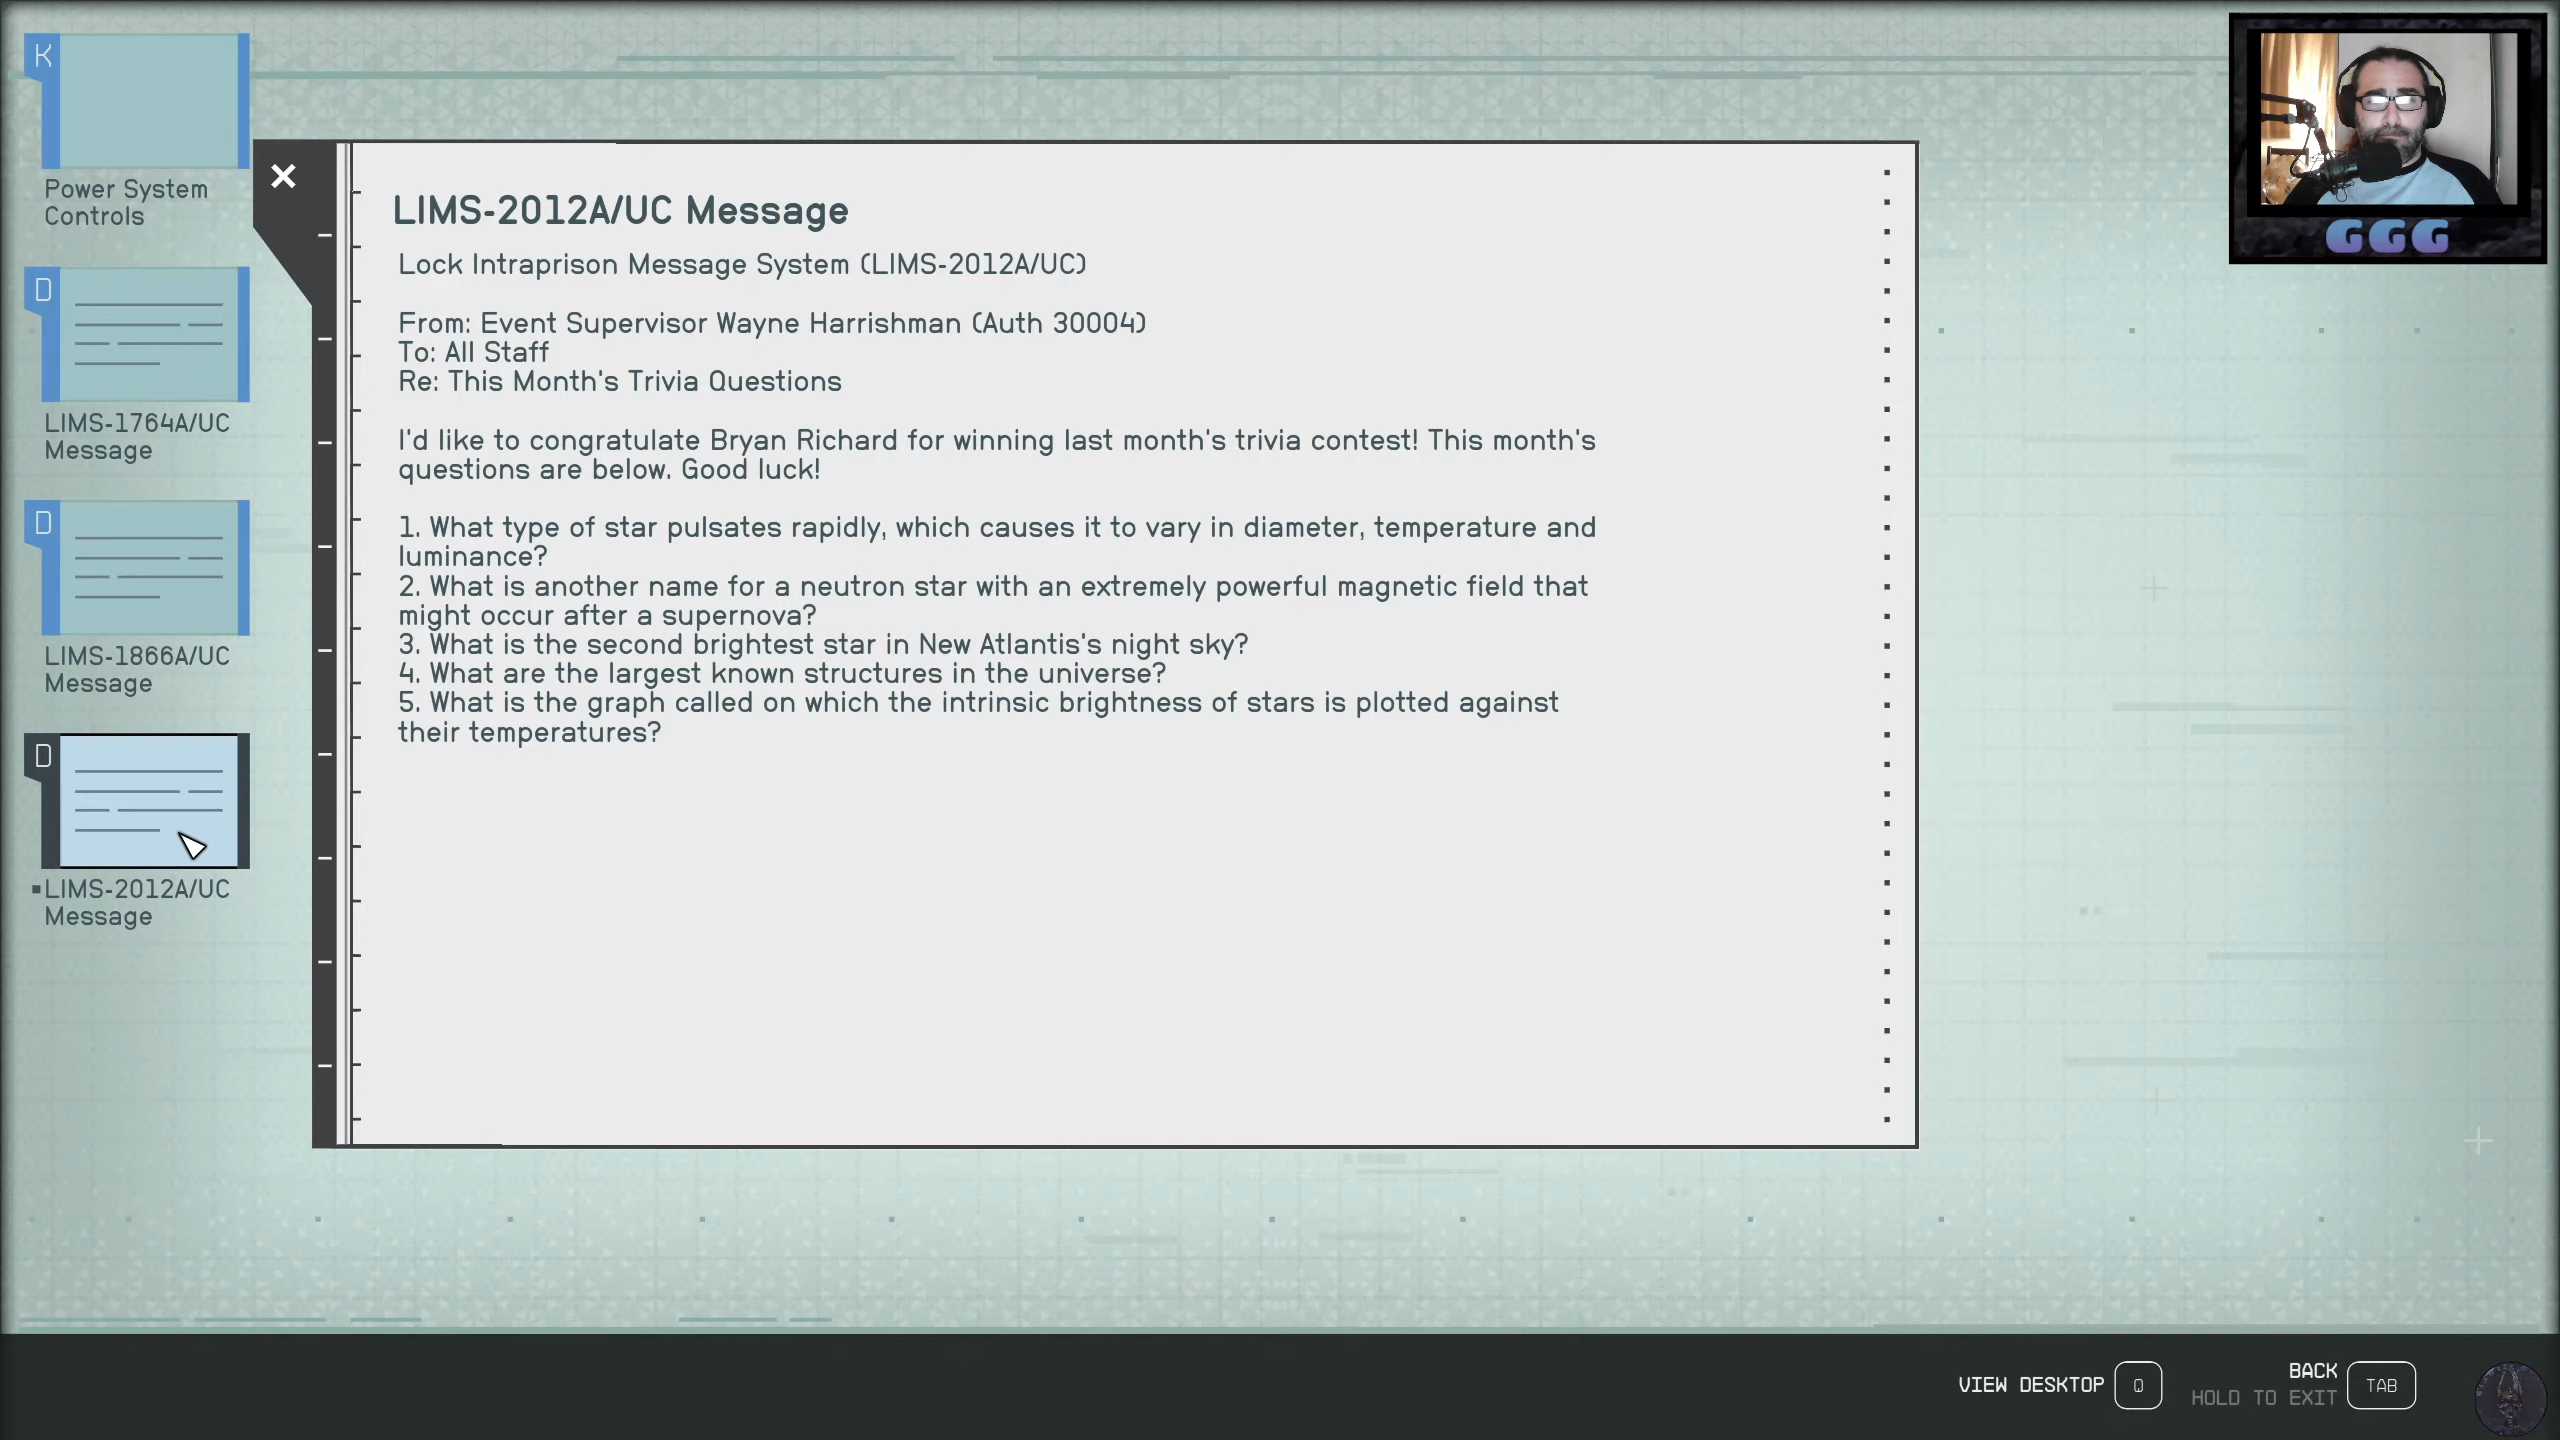 K
Power System
Controls
D
LIMS-1764A/UC
Message
D
LIMS-1866A/UC
Message
D
LIMS-2012A/UC
Message
LIMS-2012A/UC Message
Lock Intraprison Message System (LIMS-2012A/UC)
From: Event Supervisor Wayne Harrishman (Auth 30004)
To: All Staff
Re: This Month's Trivia Questions
I'd like to congratulate Bryan Richard for winning last month's trivia contest! This month's
questions are below. Good luck!
1. What type of star pulsates rapidly, which causes it to vary in diameter, temperature and
luminance?
2. What is another name for a neutron star with an extremely powerful magnetic field that
might occur after a supernova?
3. What is the second brightest star in New Atlantis's night sky?
4. What are the largest known structures in the universe?
5. What is the graph called on which the intrinsic brightness of stars is plotted against
their temperatures?
GGG
VIEW DESKTOP Q
BACK
HOLD TO EXIT
TAB